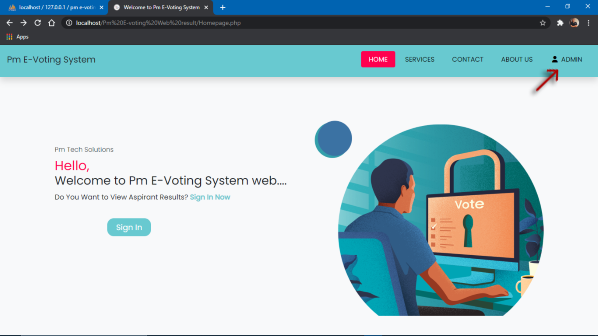 localhost / 127.0.0.1 / pm e-voti
Welcome to Pm E-Voting System
localhost/Pm%20E-voting%20Web%20result/Homepage.php
Apps
Pm E-Voting System
HOME
SERVICES
CONTACT
ABOUT US
ADMIN
Pm Tech Solutions
Hello,
Welcome to Pm E-Voting System web....
Do You Want to View Aspirant Results? Sign In Now
Sign In
Vote